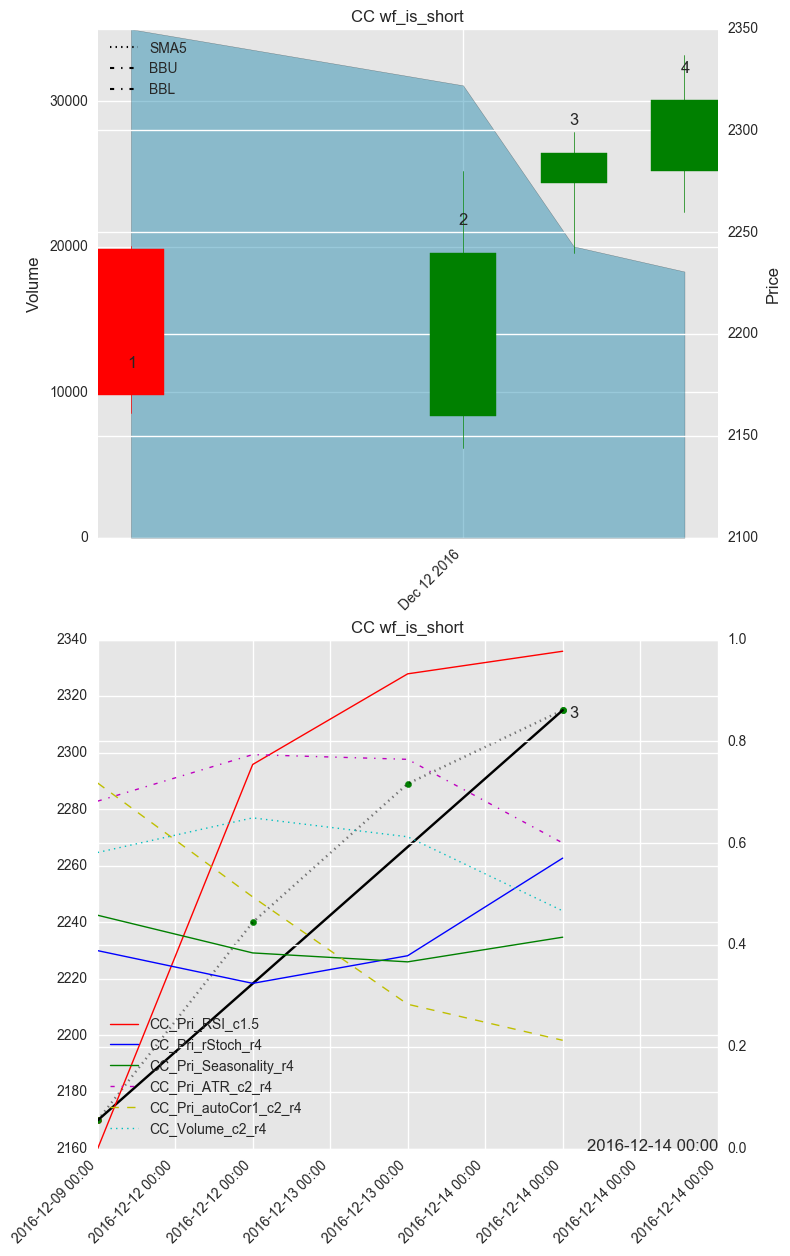 CC wf_is_short
SMA5
BBU
BBL
30000
20000
10000
0
Volume
2350
2300
2250
2200
2150
2100
Price
1
2
3
4
Dec 12 2016
CC wf_is_short
2340
2320
2300
2280
2260
2240
2220
2200
2180
2160
1.0
0.8
0.6
0.4
0.2
0.0
3
CC_Pri_RSI_c1.5
CC_Pri_rStoch_r4
CC_Pri_Seasonality_r4
CC_Pri_ATR_c2_r4
CC_Pri_autoCor1_c2_r4
CC_Volume_c2_r4
2016-12-14 00:00
2016-12-09 00:00
2016-12-12 00:00
2016-12-12 00:00
2016-12-13 00:00
2016-12-13 00:00
2016-12-14 00:00
2016-12-14 00:00
2016-12-14 00:00
2016-12-14 00:00